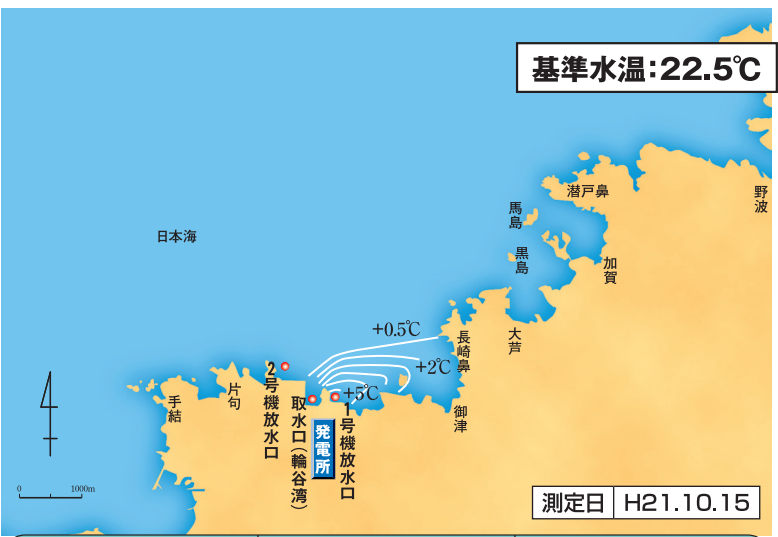 基準水温:22.5℃
潜戸鼻
野波
馬島
日本海
黒島
加賀
+0.5℃
大芦
長崎鼻
+2℃
2号機放水口
+5℃
片句
手結
取水口(輪谷湾)
1号機放水口
御津
発電所
0 1000m
測定日 H21.10.15